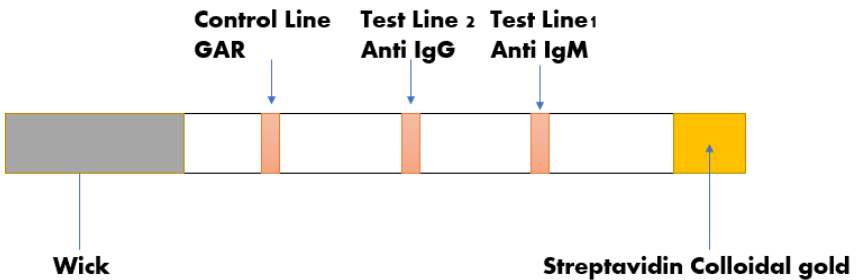 Control Line
GAR
Test Line 2
Anti IgG
Test Line1
Anti IgM
Wick
Streptavidin Colloidal gold